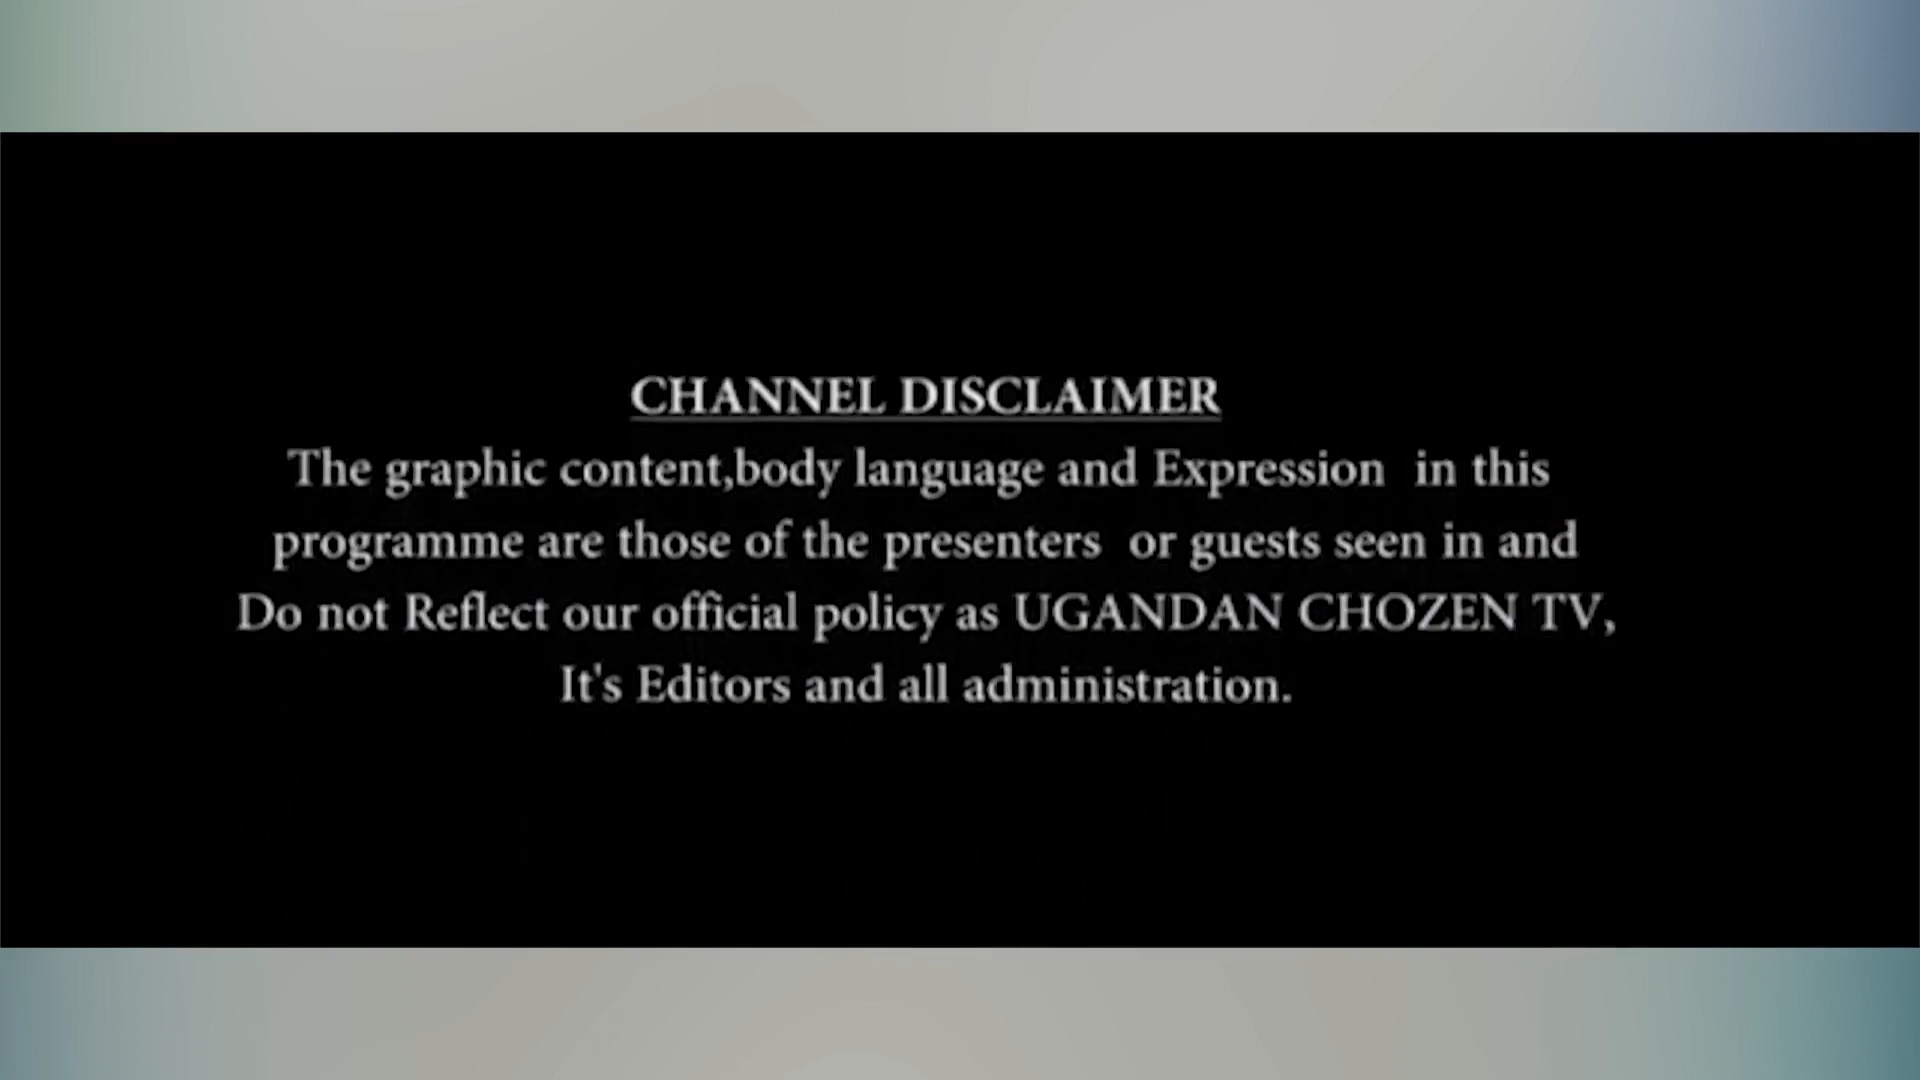 CHANNEL DISCLAIMER
The graphic content,body language and Expression  in this
programme are those of the presenters  or guests seen in and
Do not Reflect our official policy as UGANDAN CHOZEN TV,
It's Editors and all administration.